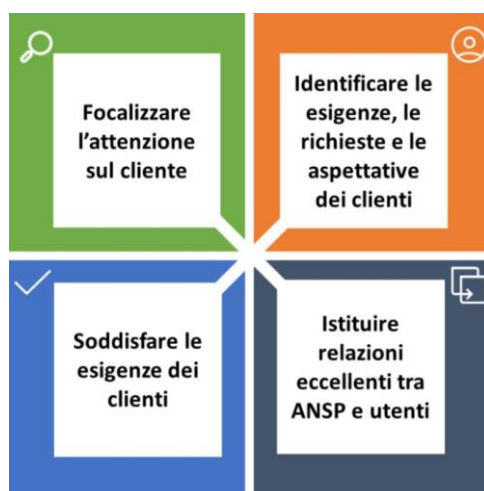 Focalizzare
l'attenzione
sul cliente
Identificare le
esigenze, le
richieste e le
aspettative
dei clienti
Soddisfare le
esigenze dei
clienti
Istituire
relazioni
eccellenti tra
ANSP e utenti